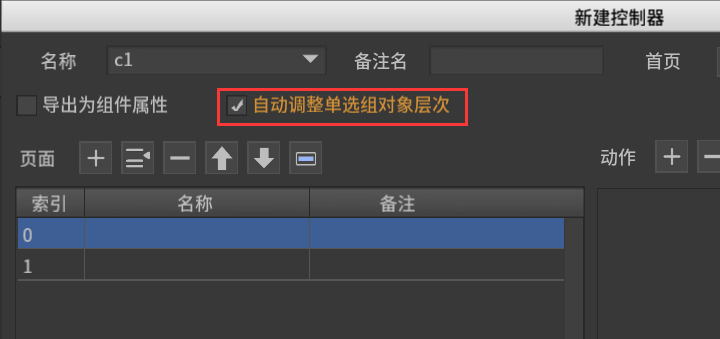 新建控制器
名称 c1 备注名 首页
导出为组件属性 自动调整单选组对象层次
页面 动作
索引 名称 备注
0
1